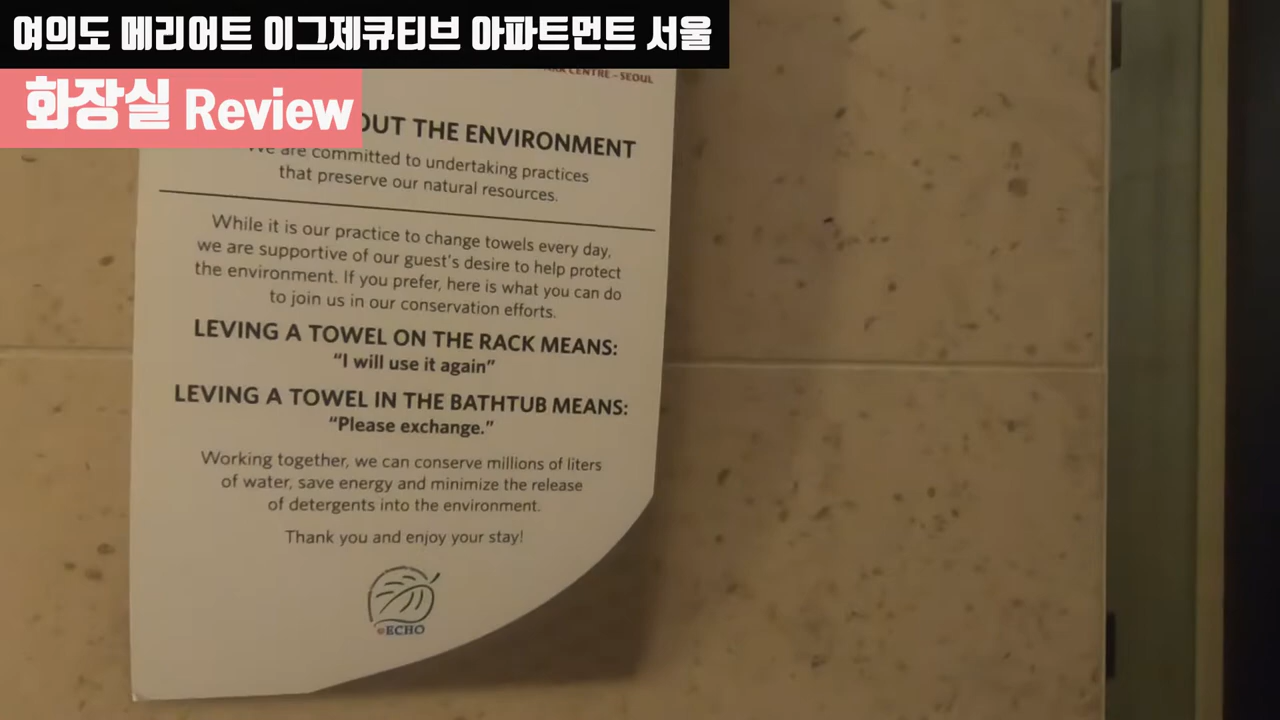 여의도 메리어트 이그제큐티브 아파트먼트 서울
화장실 Review
CENTRE - SEOUL
THE ENVIRONMENT
We are committed to undertaking practices
that preserve our natural resources.
While it is our practice to change towels every day,
we are supportive of our guest's desire to help protect
the environment. If you prefer, here is what you can do
to join us in our conservation efforts.
LEVING A TOWEL ON THE RACK MEANS:
“I will use it again”
LEVING A TOWEL IN THE BATHTUB MEANS:
“Please exchange.”
Working together, we can conserve millions of liters
of water, save energy and minimize the release
of detergents into the environment.
Thank you and enjoy your stay!
ECHO